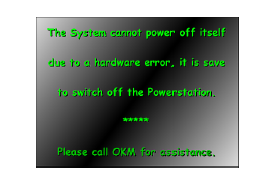 The System cannot power off itself
due to a hardware error, it is save
to switch off the Powerstation.
*****
Please call OKM for assistance.